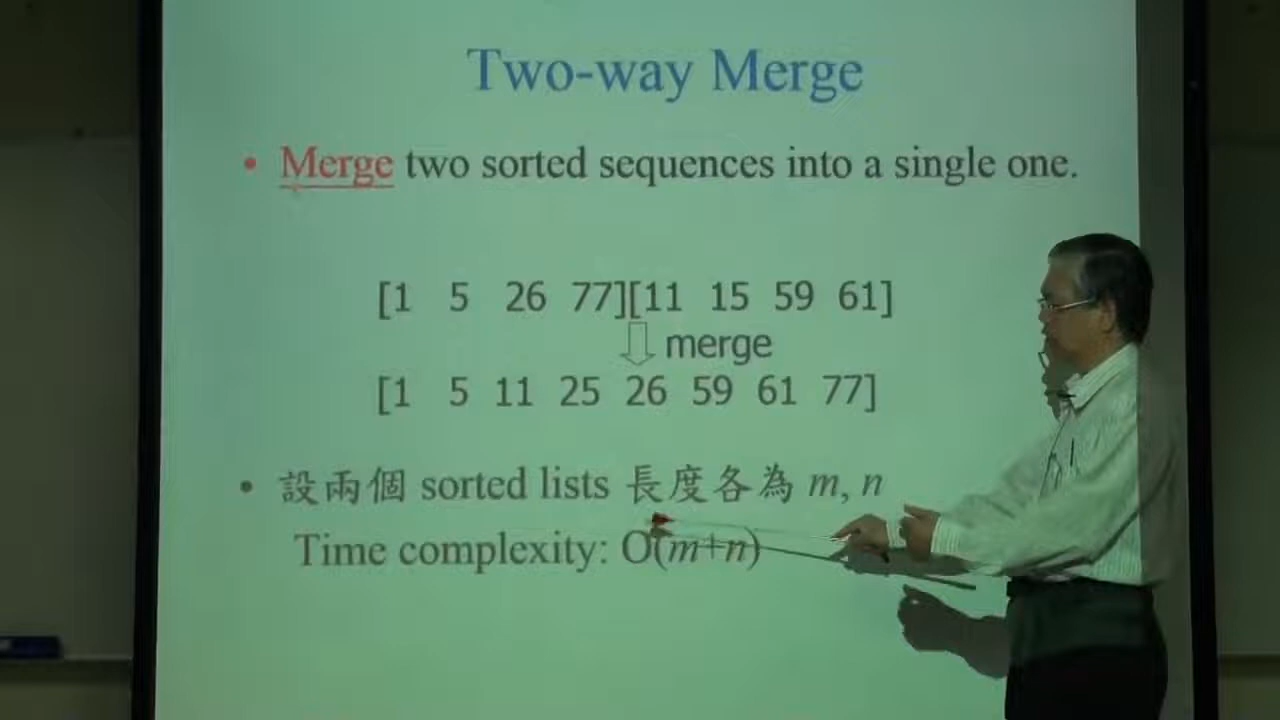 Two-way Merge
• Merge two sorted sequences into a single one.
[1 5 26 77][11 15 59 61]
merge
[1 5 11 25 26 59 61 77]
• 設兩個 sorted lists 長度各為 m, n
Time complexity: O(m+n)